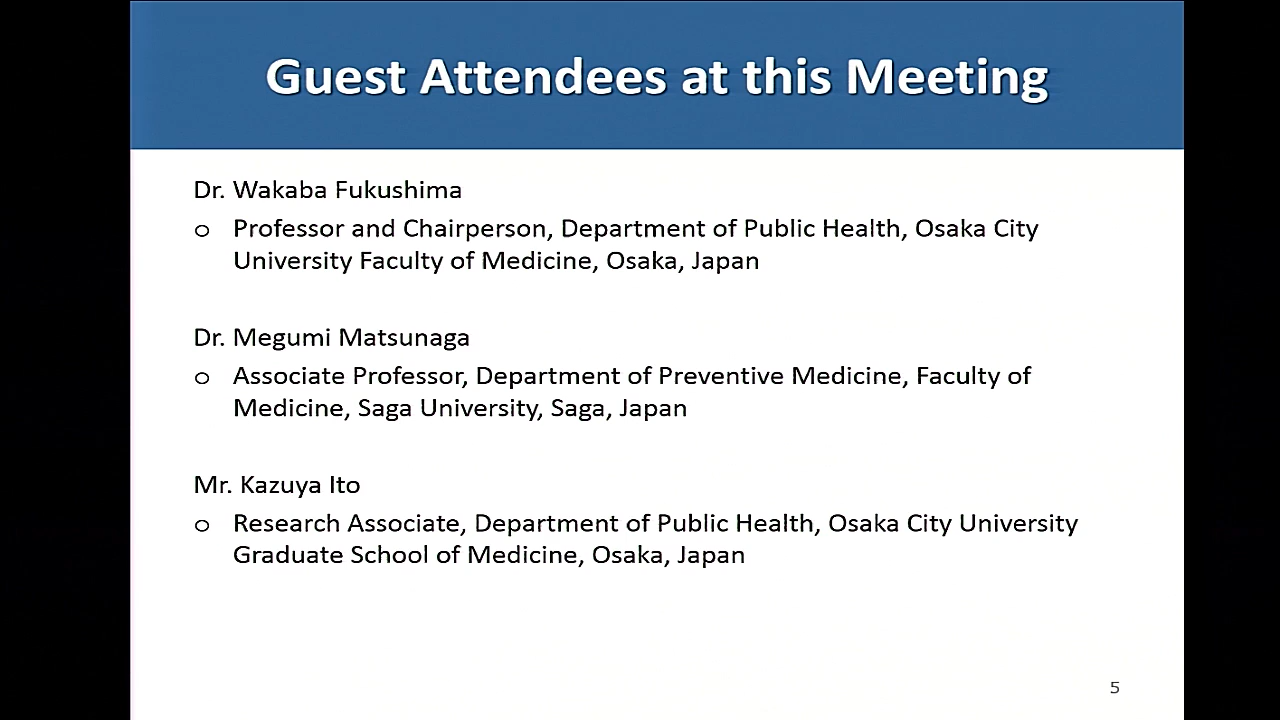 Guest Attendees at this Meeting
Dr. Wakaba Fukushima
o Professor and Chairperson, Department of Public Health, Osaka City
University Faculty of Medicine, Osaka, Japan
Dr. Megumi Matsunaga
o Associate Professor, Department of Preventive Medicine, Faculty of
Medicine, Saga University, Saga, Japan
Mr. Kazuya Ito
o Research Associate, Department of Public Health, Osaka City University
Graduate School of Medicine, Osaka, Japan
5